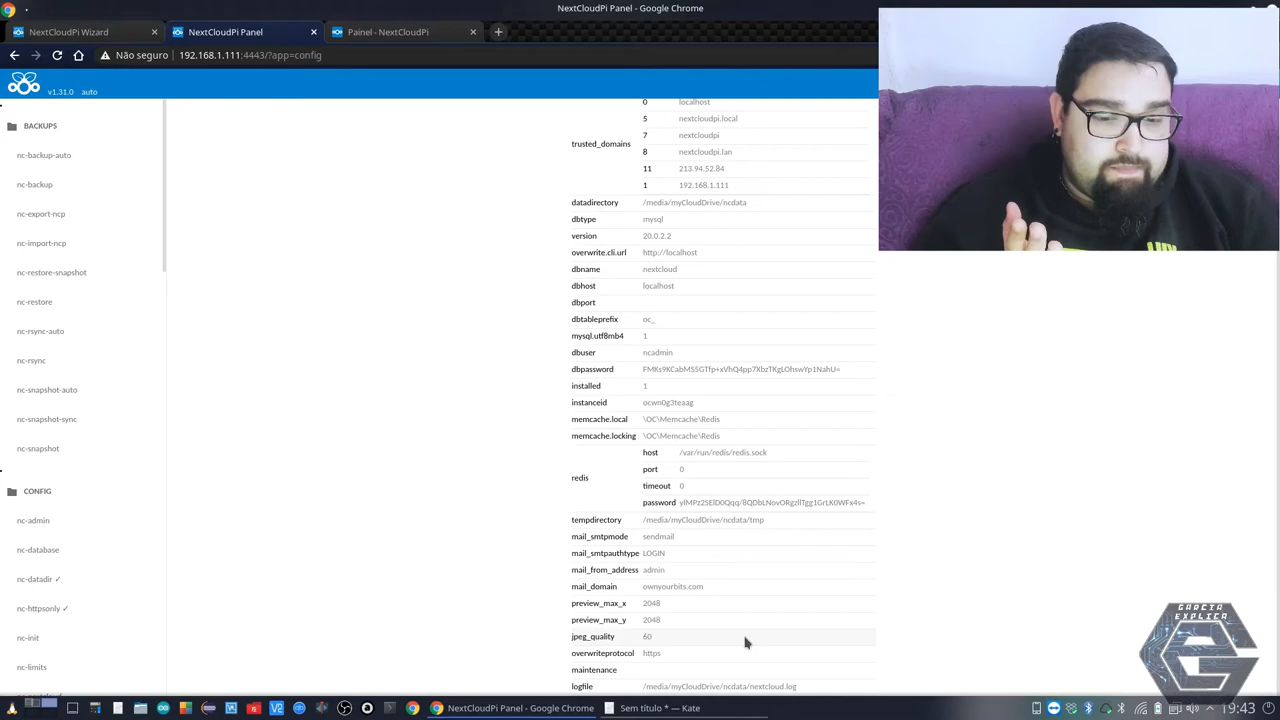 NextCloudPi Panel - Google Chrome
NextCloudPi Wizard
NextCloudPi Panel
Painel - NextCloudPi
Não seguro
192.168.1.111:4443/?app=config
v1.31.0 auto
BACKUPS
nc-backup-auto
nc-backup
nc-export-ncp
nc-import-ncp
nc-restore-snapshot
nc-restore
nc-rsync-auto
nc-rsync
nc-snapshot-auto
nc-snapshot-sync
nc-snapshot
CONFIG
nc-admin
nc-database
nc-datadir ✓
nc-httpsonly ✓
nc-init
nc-limits
trusted_domains
0 localhost
5 nextcloudpi.local
7 nextcloudpi
8 nextcloudpi.lan
11 213.94.52.84
1 192.168.1.111
datadirectory /media/myCloudDrive/ncdata
dbtype mysql
version 20.0.2.2
overwrite.cli.url http://localhost
dbname nextcloud
dbhost localhost
dbport
dbtableprefix oc_
mysql.utf8mb4 1
dbuser ncadmin
dbpassword
installed 1
instanceid ocwn0g3teaag
memcache.local \OC\Memcache\Redis
memcache.locking \OC\Memcache\Redis
redis
host /var/run/redis/redis.sock
port 0
timeout 0
password
tempdirectory /media/myCloudDrive/ncdata/tmp
mail_smtpmode sendmail
mail_smtpauthtype LOGIN
mail_from_address admin
mail_domain ownyourbits.com
preview_max_x 2048
preview_max_y 2048
jpeg_quality 60
overwriteprotocol https
maintenance
logfile /media/myCloudDrive/ncdata/nextcloud.log
GARCIA
EXPLICA
NextCloudPi Panel - Google Chrome
Sem título * — Kate
19:43